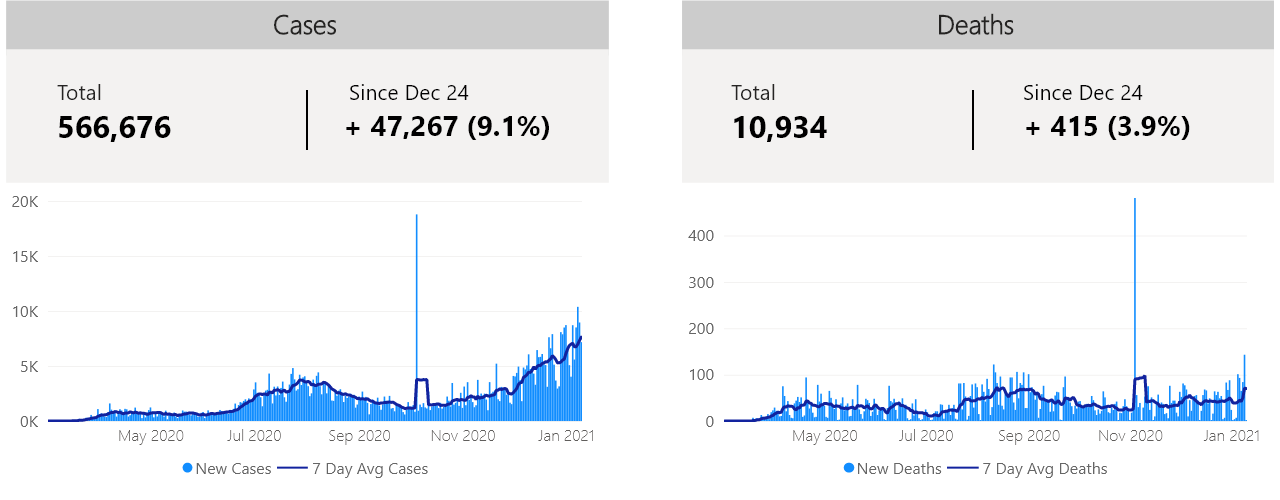 Cases
Total
566,676
Since Dec 24
+ 47,267 (9.1%)
20K
15K
10K
5K
0K
May 2020 Jul 2020 Sep 2020 Nov 2020 Jan 2021
New Cases 7 Day Avg Cases
Deaths
Total
10,934
Since Dec 24
+ 415 (3.9%)
400
300
200
100
0
May 2020 Jul 2020 Sep 2020 Nov 2020 Jan 2021
New Deaths 7 Day Avg Deaths